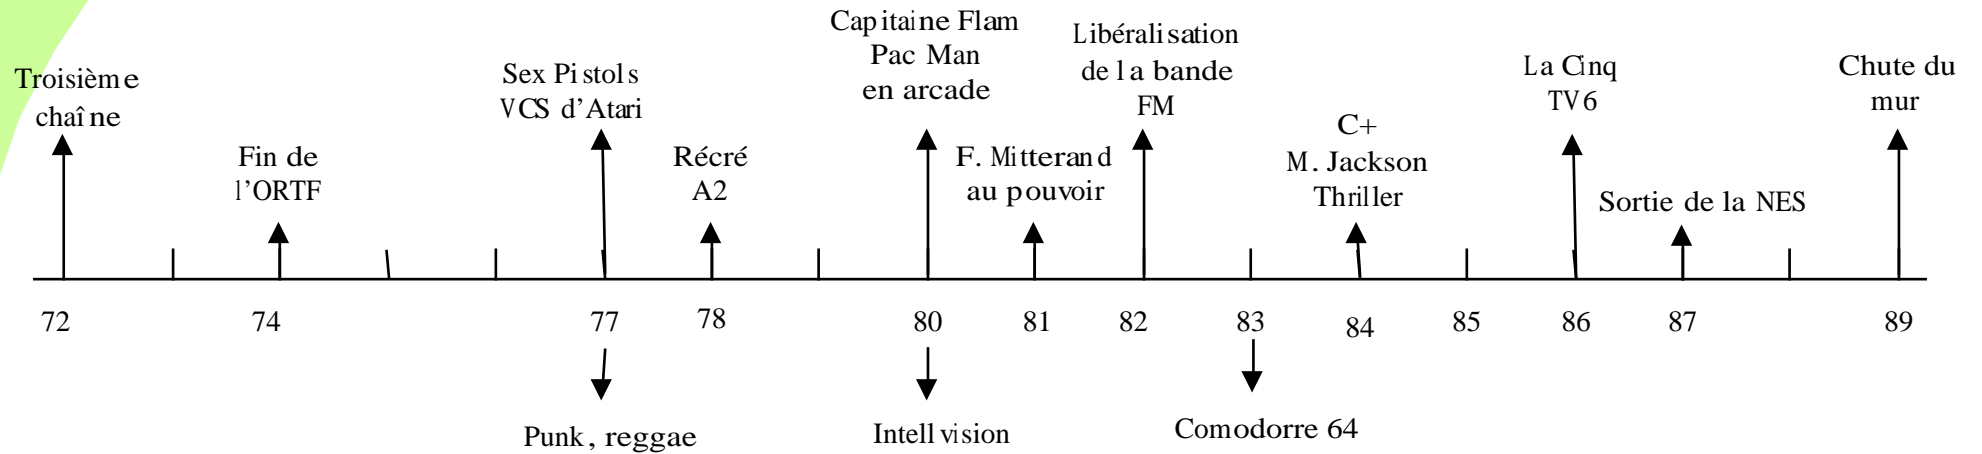 Troisième
chaîne
Fin de
l'ORTF
Sex Pistols
VCS d'Atari
Récré
A2
Capitaine Flam
Pac Man
en arcade
F. Mitterand
au pouvoir
Libéralisation
de la bande
FM
C+
M. Jackson
Thriller
La Cinq
TV6
Sortie de la NES
Chute du
mur
72 74 77 78 80 81 82 83 84 85 86 87 89
Punk, reggae
Intellvision
Comodorre 64